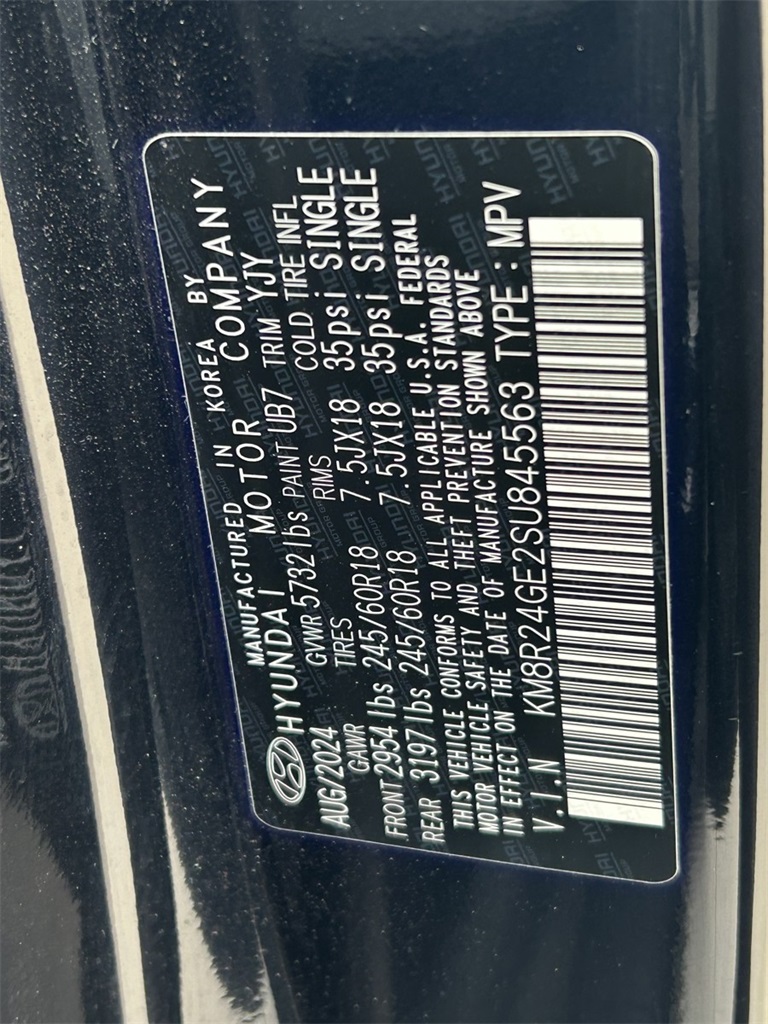 MANUFACTURED IN KOREA BY
HYUNDAI MOTOR COMPANY
AUG/2024 GVWR 5732 lbs PAINT UB7 TRIM YJY
GAWR TIRES RIMS COLD TIRE INFL
FRONT 2954 lbs 245/60R18 7.5JX18 35psi SINGLE
REAR 3197 lbs 245/60R18 7.5JX18 35psi SINGLE
THIS VEHICLE CONFORMS TO ALL APPLICABLE U.S.A. FEDERAL
MOTOR VEHICLE SAFETY AND THEFT PREVENTION STANDARDS
IN EFFECT ON THE DATE OF MANUFACTURE SHOWN ABOVE
V.I.N KM8R24GE2SU845563 TYPE : MPV